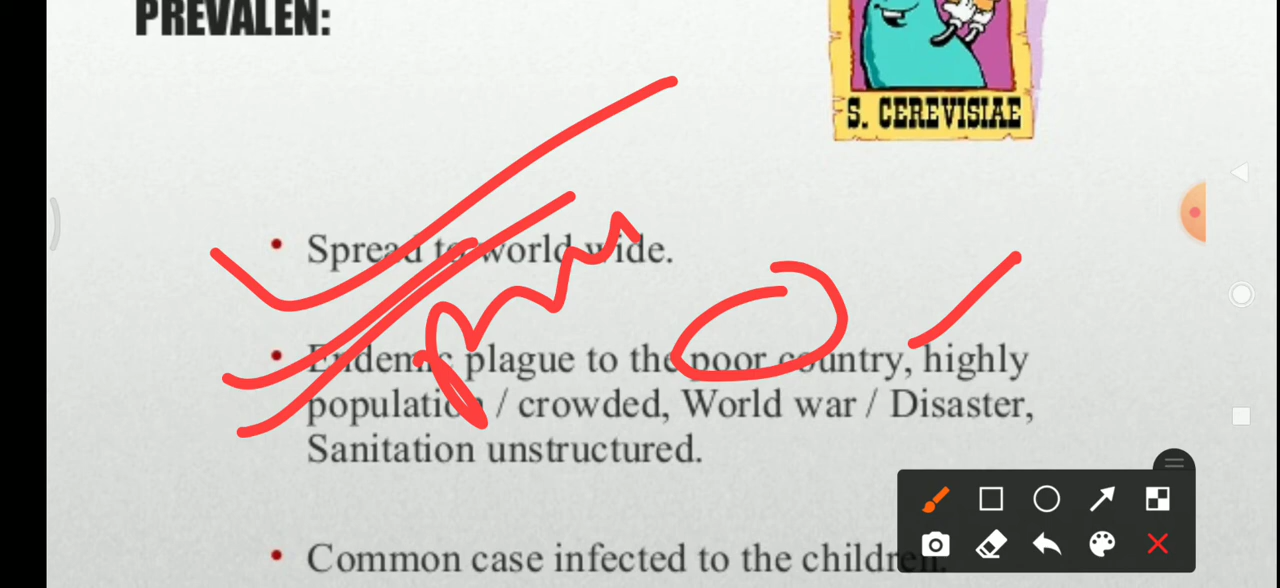 PREVALEN:
S. CEREVISIAE
• Spread to world wide.
• Endemic plague to the poor country, highly
population / crowded, World war / Disaster,
Sanitation unstructured.
• Common case infected to the children.